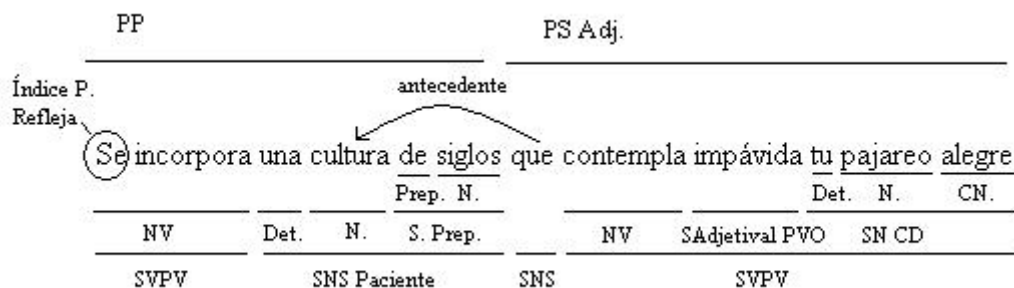 PP PS Adj.
Índice P. antecedente
Refleja
Se incorpora una cultura de siglos que contempla impávida tu pajareo alegre
Prep. N. Det. N. CN.
NV Det. N. S. Prep. NV SAdjetival PVO SN CD
SVPV SNS Paciente SNS SVPV